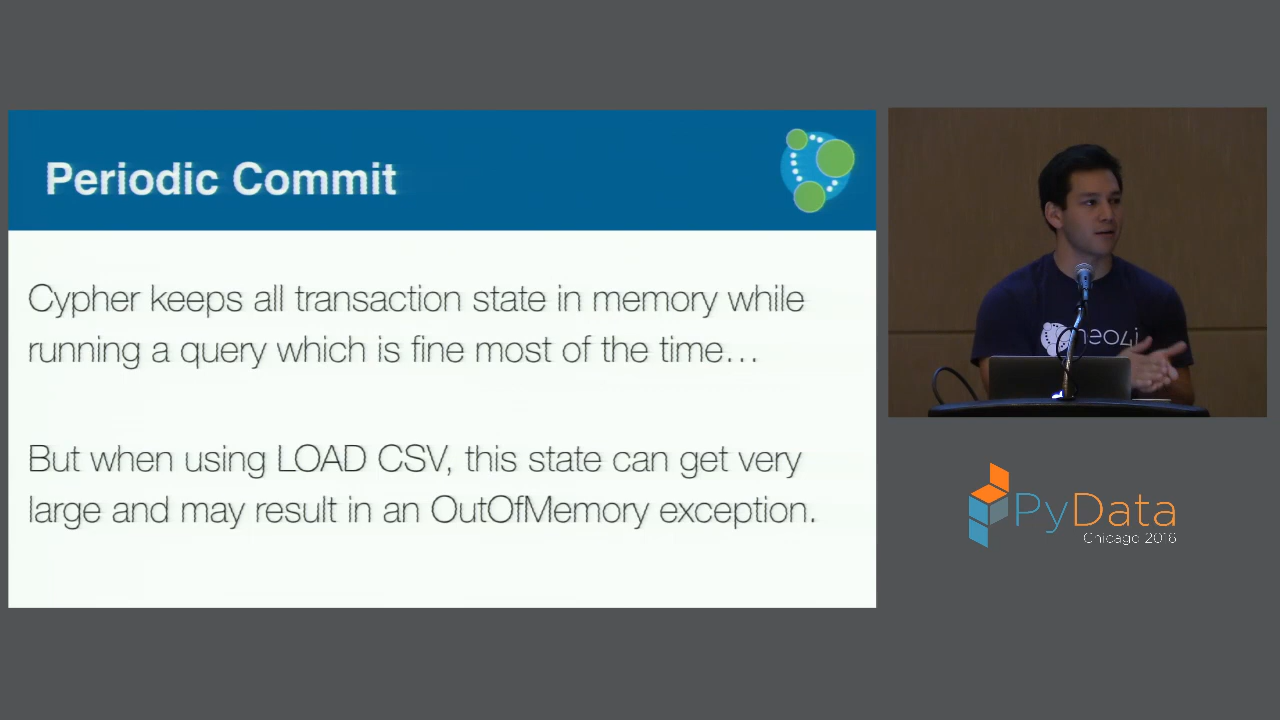 Periodic Commit
Cypher keeps all transaction state in memory while
running a query which is fine most of the time…
But when using LOAD CSV, this state can get very
large and may result in an OutOfMemory exception.
neo4j
PyData
Chicago 2016